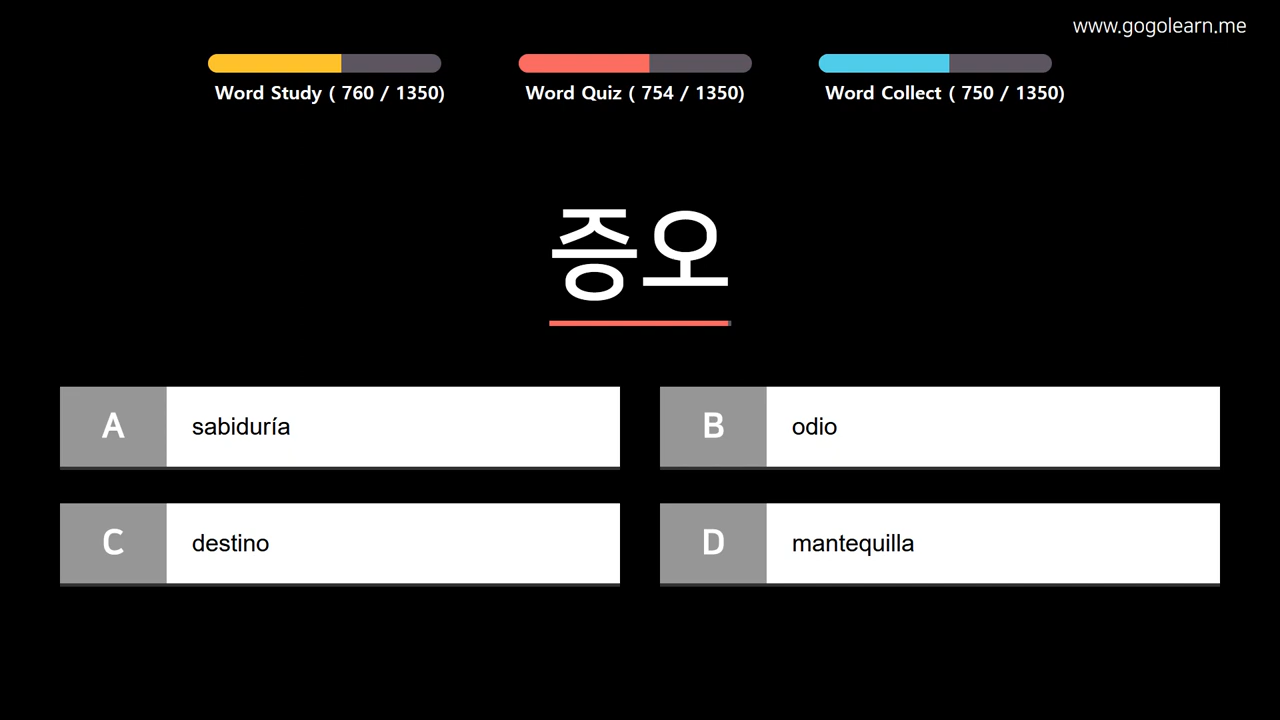 www.gogolearn.me
Word Study ( 760 / 1350)
Word Quiz ( 754 / 1350)
Word Collect ( 750 / 1350)
증오
A sabiduría
B odio
C destino
D mantequilla